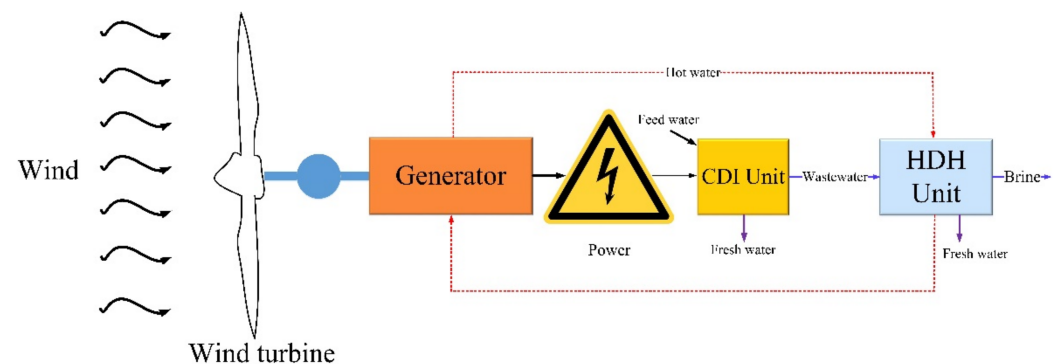 Hot water
Feed water
Wind
Generator
CDI Unit
Wastewater
HDH
Unit
Brine
Power
Fresh water
Fresh water
Wind turbine